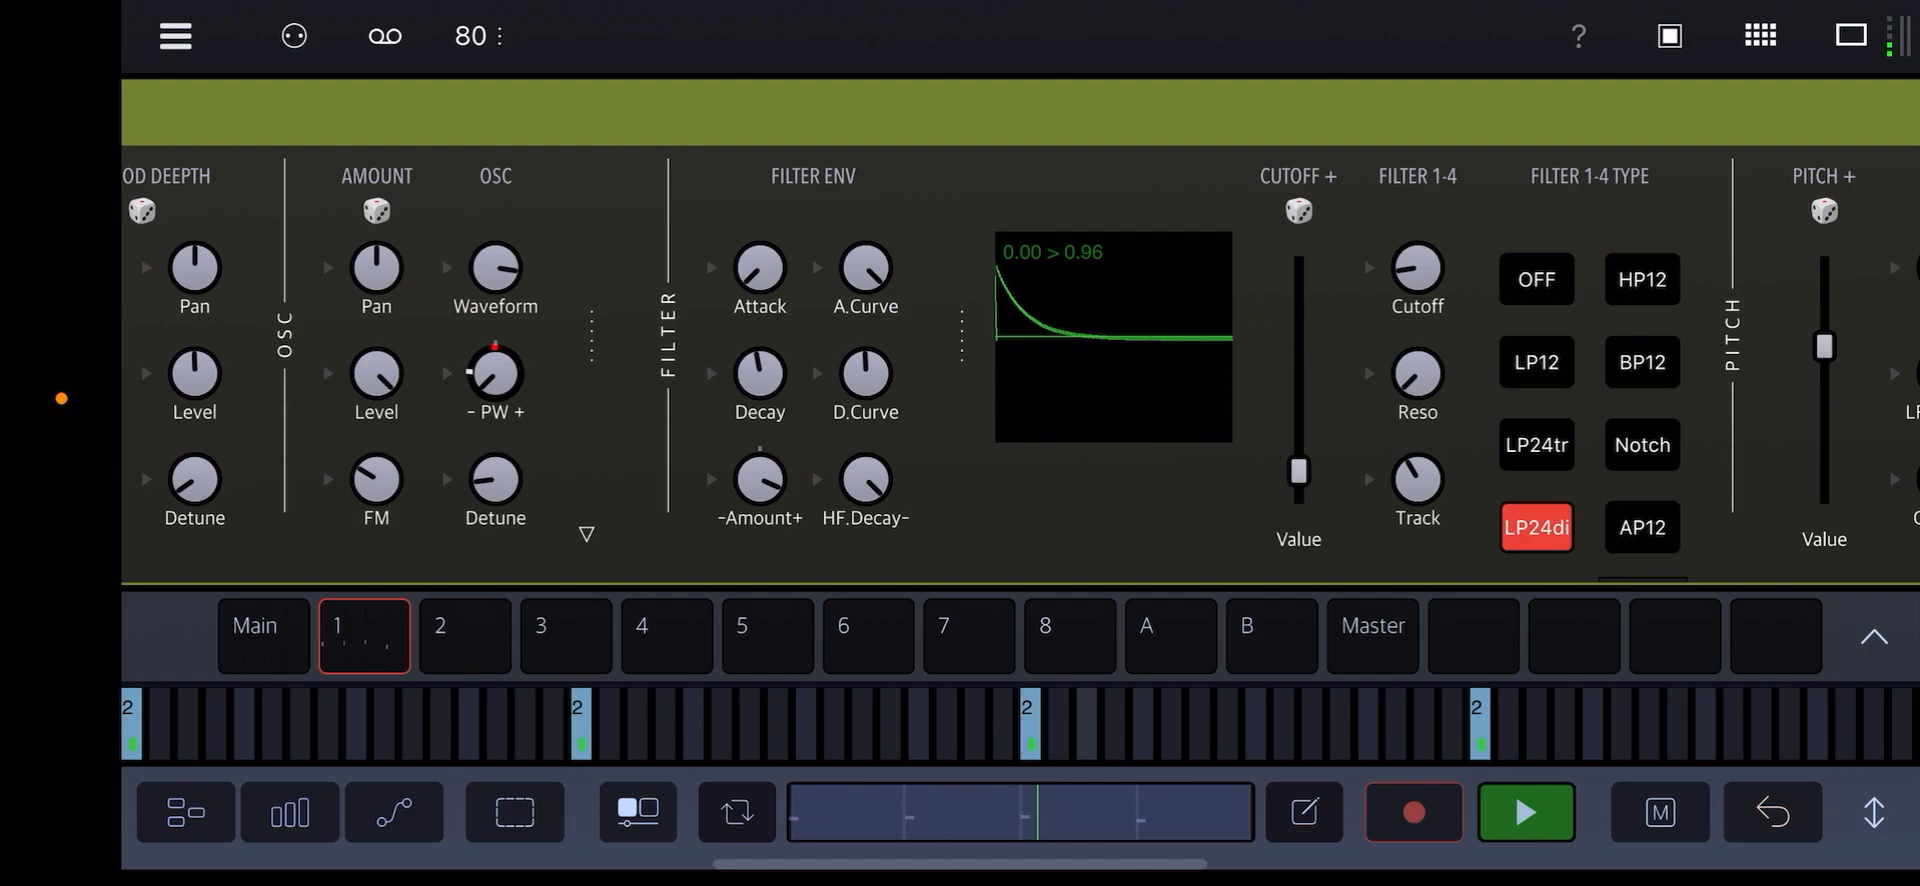 80
?
OD DEEPTH
AMOUNT
OSC
FILTER ENV
CUTOFF +
FILTER 1-4
FILTER 1-4 TYPE
PITCH +
0.00 > 0.96
OFF
HP12
Pan
Pan
Waveform
Attack
A.Curve
Cutoff
OSC
FILTER
PITCH
LP12
BP12
Level
Level
- PW +
Decay
D.Curve
Reso
LP24tr
Notch
Detune
FM
Detune
-Amount+
HF.Decay-
Track
LP24di
AP12
Value
Value
Main
1
2
3
4
5
6
7
8
A
B
Master
2
2
2
2
M